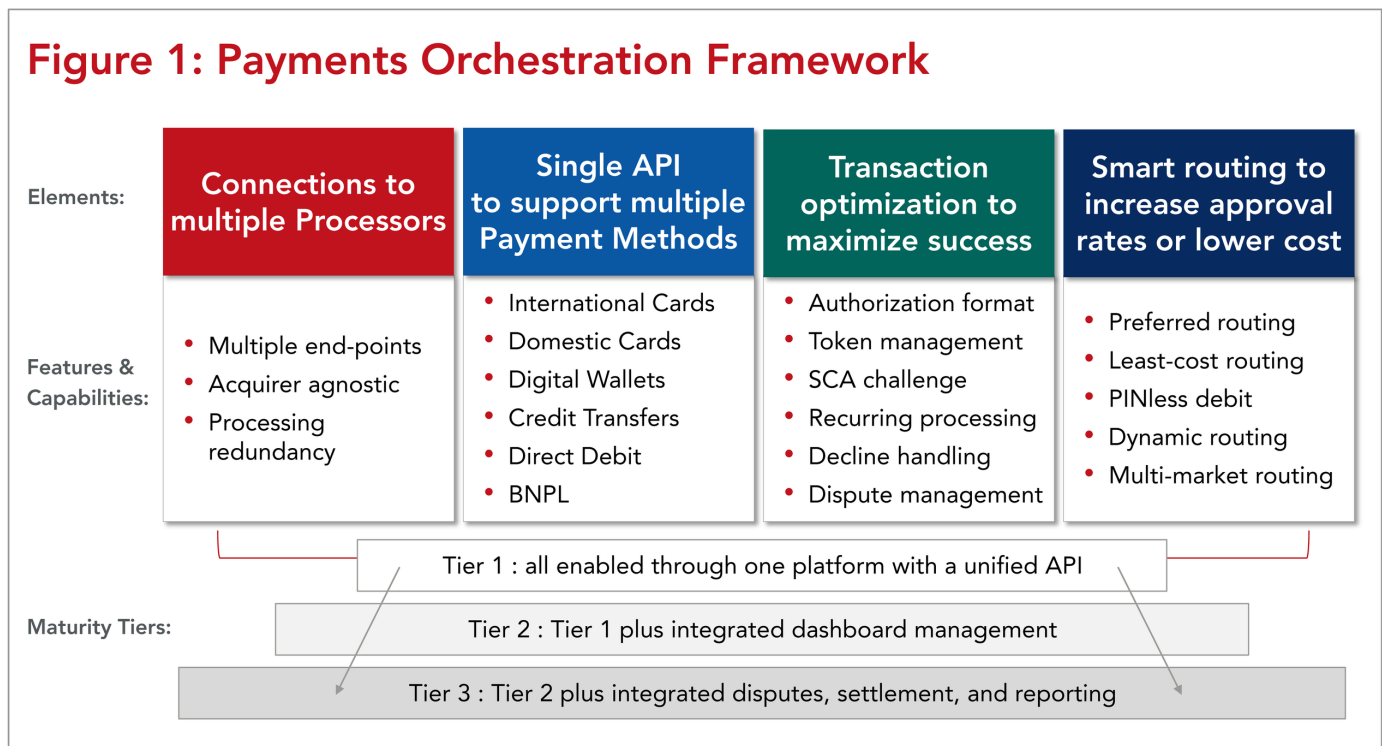 Figure 1: Payments Orchestration Framework
Elements:
Connections to
multiple Processors
Single API
to support multiple
Payment Methods
Transaction
optimization to
maximize success
Smart routing to
increase approval
rates or lower cost
Features &
Capabilities:
• Multiple end-points
• Acquirer agnostic
• Processing
redundancy
• International Cards
• Domestic Cards
• Digital Wallets
• Credit Transfers
• Direct Debit
• BNPL
• Authorization format
• Token management
• SCA challenge
• Recurring processing
• Decline handling
• Dispute management
• Preferred routing
• Least-cost routing
• PINless debit
• Dynamic routing
• Multi-market routing
Maturity Tiers:
Tier 1 : all enabled through one platform with a unified API
Tier 2 : Tier 1 plus integrated dashboard management
Tier 3 : Tier 2 plus integrated disputes, settlement, and reporting